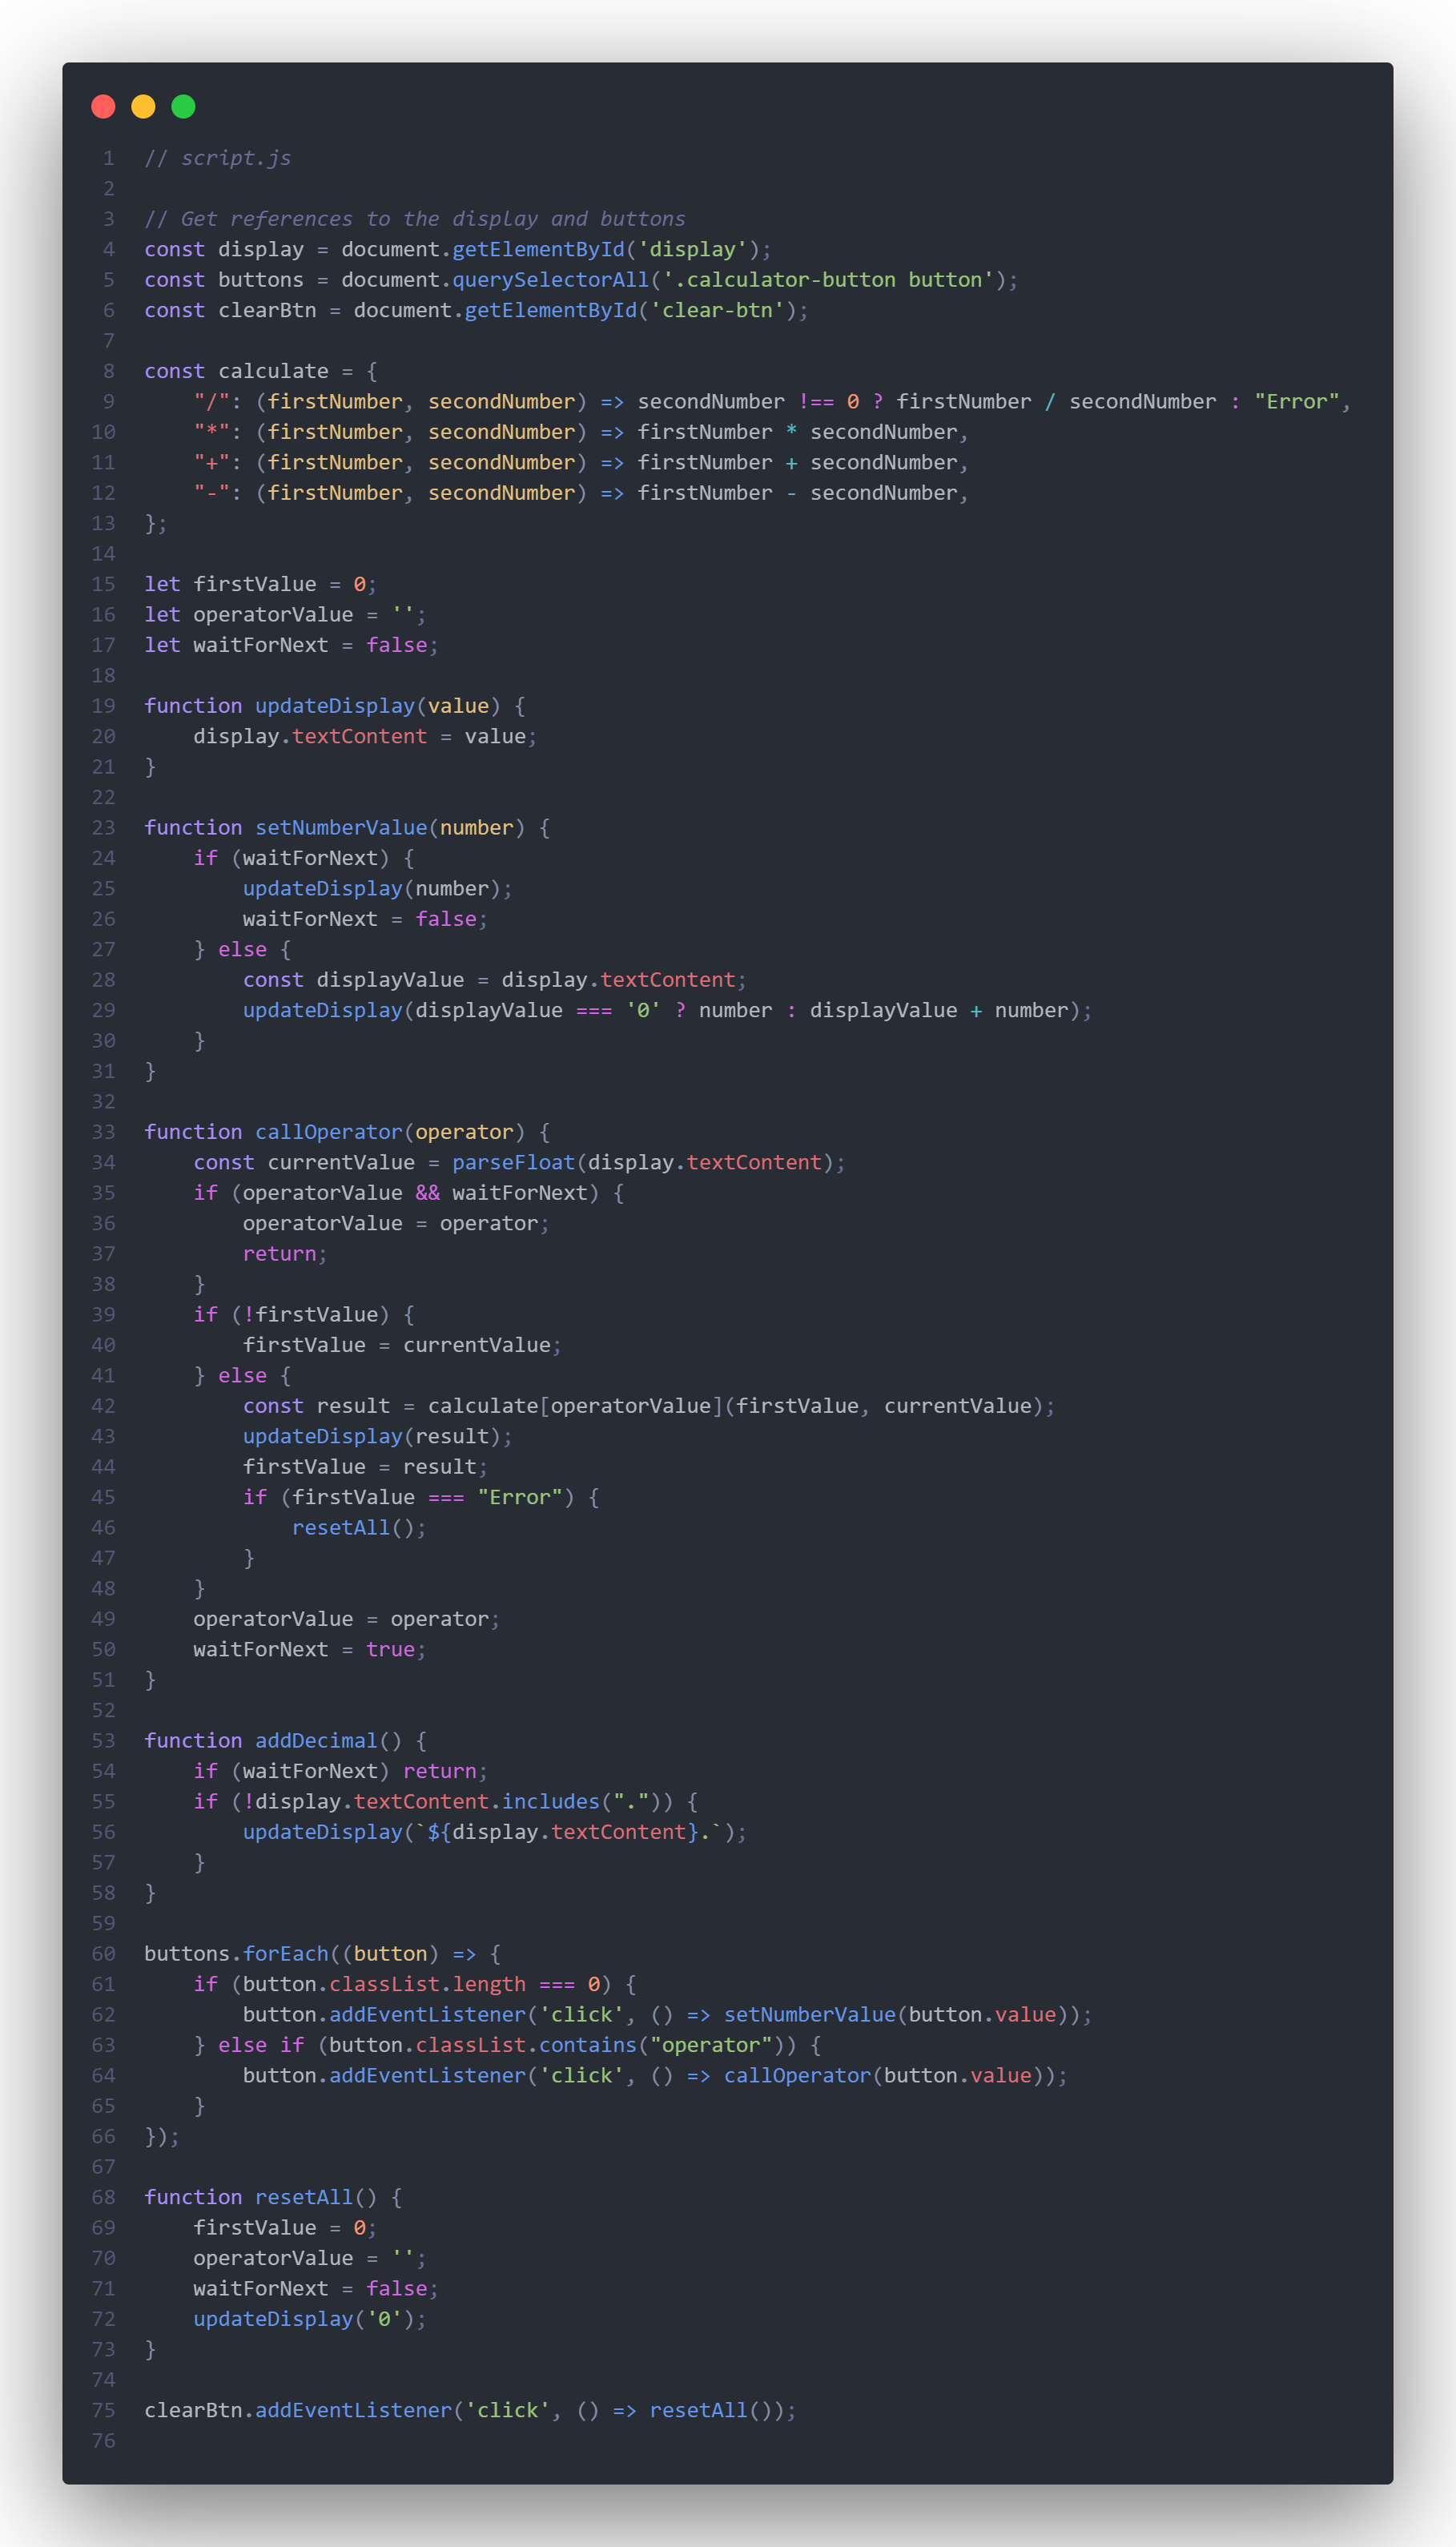 1 // script.js
2
3 // Get references to the display and buttons
4 const display = document.getElementById('display');
5 const buttons = document.querySelectorAll('.calculator-button button');
6 const clearBtn = document.getElementById('clear-btn');
7
8 const calculate = {
9     "/": (firstNumber, secondNumber) => secondNumber !== 0 ? firstNumber / secondNumber : "Error",
10     "*": (firstNumber, secondNumber) => firstNumber * secondNumber,
11     "+": (firstNumber, secondNumber) => firstNumber + secondNumber,
12     "-": (firstNumber, secondNumber) => firstNumber - secondNumber,
13 };
14
15 let firstValue = 0;
16 let operatorValue = '';
17 let waitForNext = false;
18
19 function updateDisplay(value) {
20     display.textContent = value;
21 }
22
23 function setNumberValue(number) {
24     if (waitForNext) {
25         updateDisplay(number);
26         waitForNext = false;
27     } else {
28         const displayValue = display.textContent;
29         updateDisplay(displayValue === '0' ? number : displayValue + number);
30     }
31 }
32
33 function callOperator(operator) {
34     const currentValue = parseFloat(display.textContent);
35     if (operatorValue && waitForNext) {
36         operatorValue = operator;
37         return;
38     }
39     if (!firstValue) {
40         firstValue = currentValue;
41     } else {
42         const result = calculate[operatorValue](firstValue, currentValue);
43         updateDisplay(result);
44         firstValue = result;
45         if (firstValue === "Error") {
46             resetAll();
47         }
48     }
49     operatorValue = operator;
50     waitForNext = true;
51 }
52
53 function addDecimal() {
54     if (waitForNext) return;
55     if (!display.textContent.includes(".")) {
56         updateDisplay(`${display.textContent}.`);
57     }
58 }
59
60 buttons.forEach((button) => {
61     if (button.classList.length === 0) {
62         button.addEventListener('click', () => setNumberValue(button.value));
63     } else if (button.classList.contains("operator")) {
64         button.addEventListener('click', () => callOperator(button.value));
65     }
66 });
67
68 function resetAll() {
69     firstValue = 0;
70     operatorValue = '';
71     waitForNext = false;
72     updateDisplay('0');
73 }
74
75 clearBtn.addEventListener('click', () => resetAll());
76